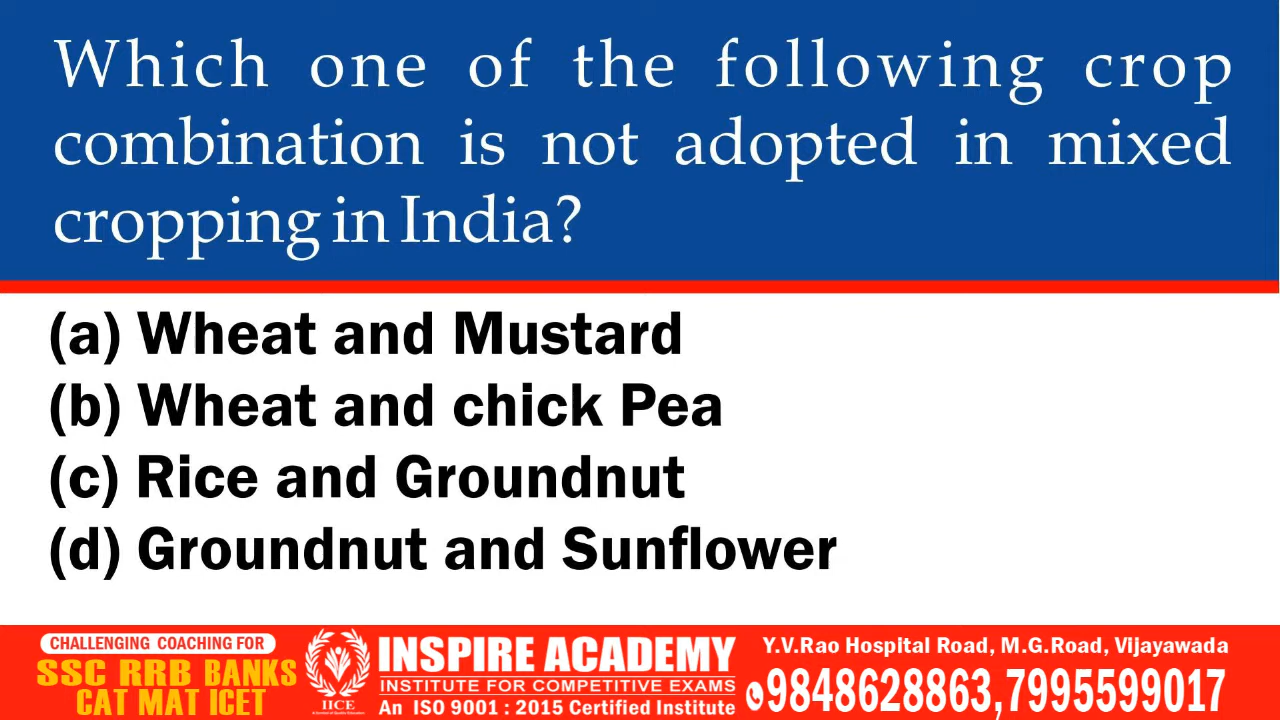 Which one of the following crop
combination is not adopted in mixed
cropping in India?
(a) Wheat and Mustard
(b) Wheat and chick Pea
(c) Rice and Groundnut
(d) Groundnut and Sunflower
CHALLENGING COACHING FOR
SSC RRB BANKS
CAT MAT ICET
IICE
INSPIRE ACADEMY
INSTITUTE FOR COMPETITIVE EXAMS
An ISO 9001 : 2015 Certified Institute
Y.V.Rao Hospital Road, M.G.Road, Vijayawada
9848628863,7995599017